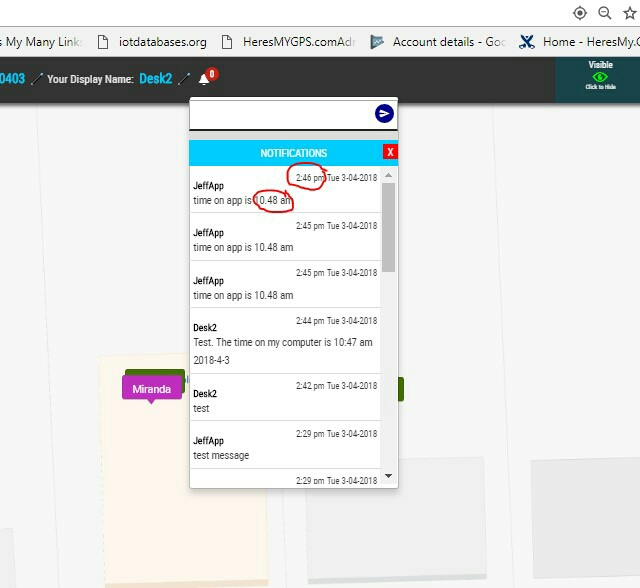 s My Many Link
iotdatabases.org
HeresMYGPS.comAdr
Account details - Goo
Home - HeresMy.G
0403
Your Display Name: Desk2
0
Visible
6
Click to Hide
NOTIFICATIONS
X
2:46 pm Tue 3-04-2018
JeffApp
time on app is 10.48 am
2:45 pm Tue 3-04-2018
JeffApp
time on app is 10.48 am
2:45 pm Tue 3-04-2018
JeffApp
time on app is 10.48 am
2:44 pm Tue 3-04-2018
Desk2
Test. The time on my computer is 10:47 am
2018-4-3
2:42 pm Tue 3-04-2018
Desk2
test
2:29 pm Tue 3-04-2018
JeffApp
test message
2:29 pm Tue 3-04-2018
Miranda